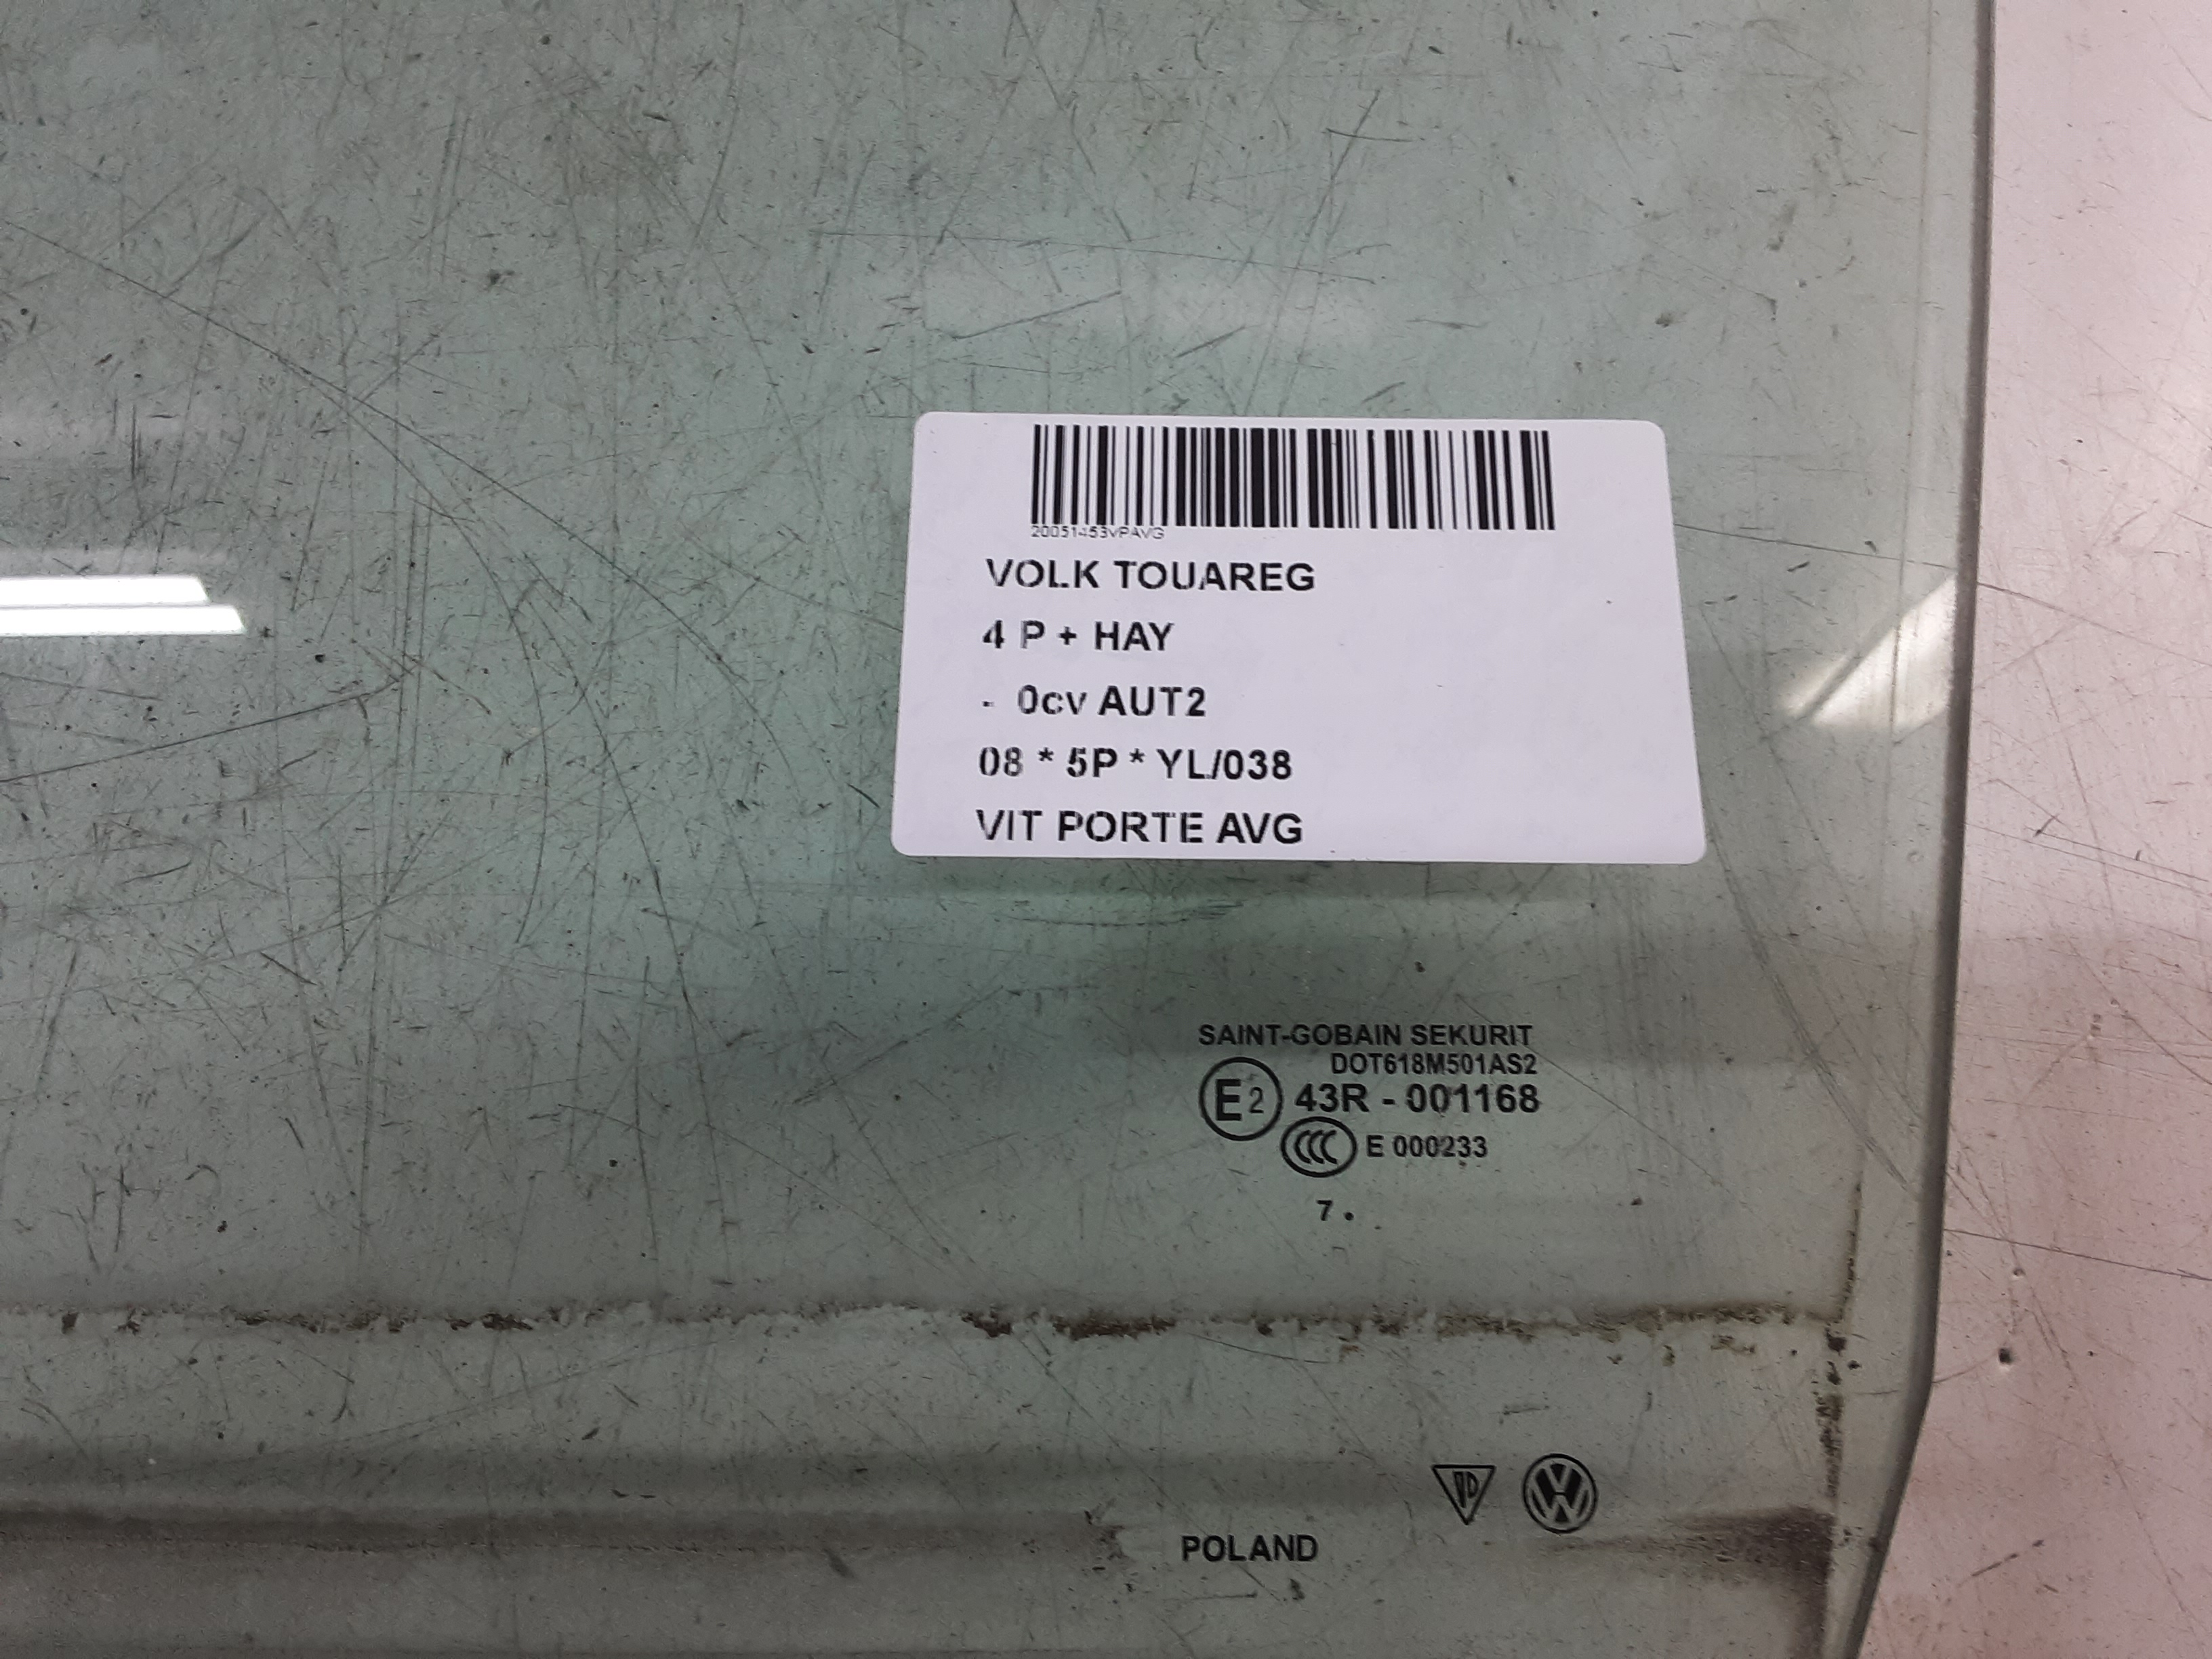 20051453VPAVG
VOLK TOUAREG
4 P + HAY
- 0cv AUT2
08 * 5P * YL/038
VIT PORTE AVG
SAINT-GOBAIN SEKURIT
DOT618M501AS2
E2 43R - 001168
CCC E 000233
7 .
POLAND